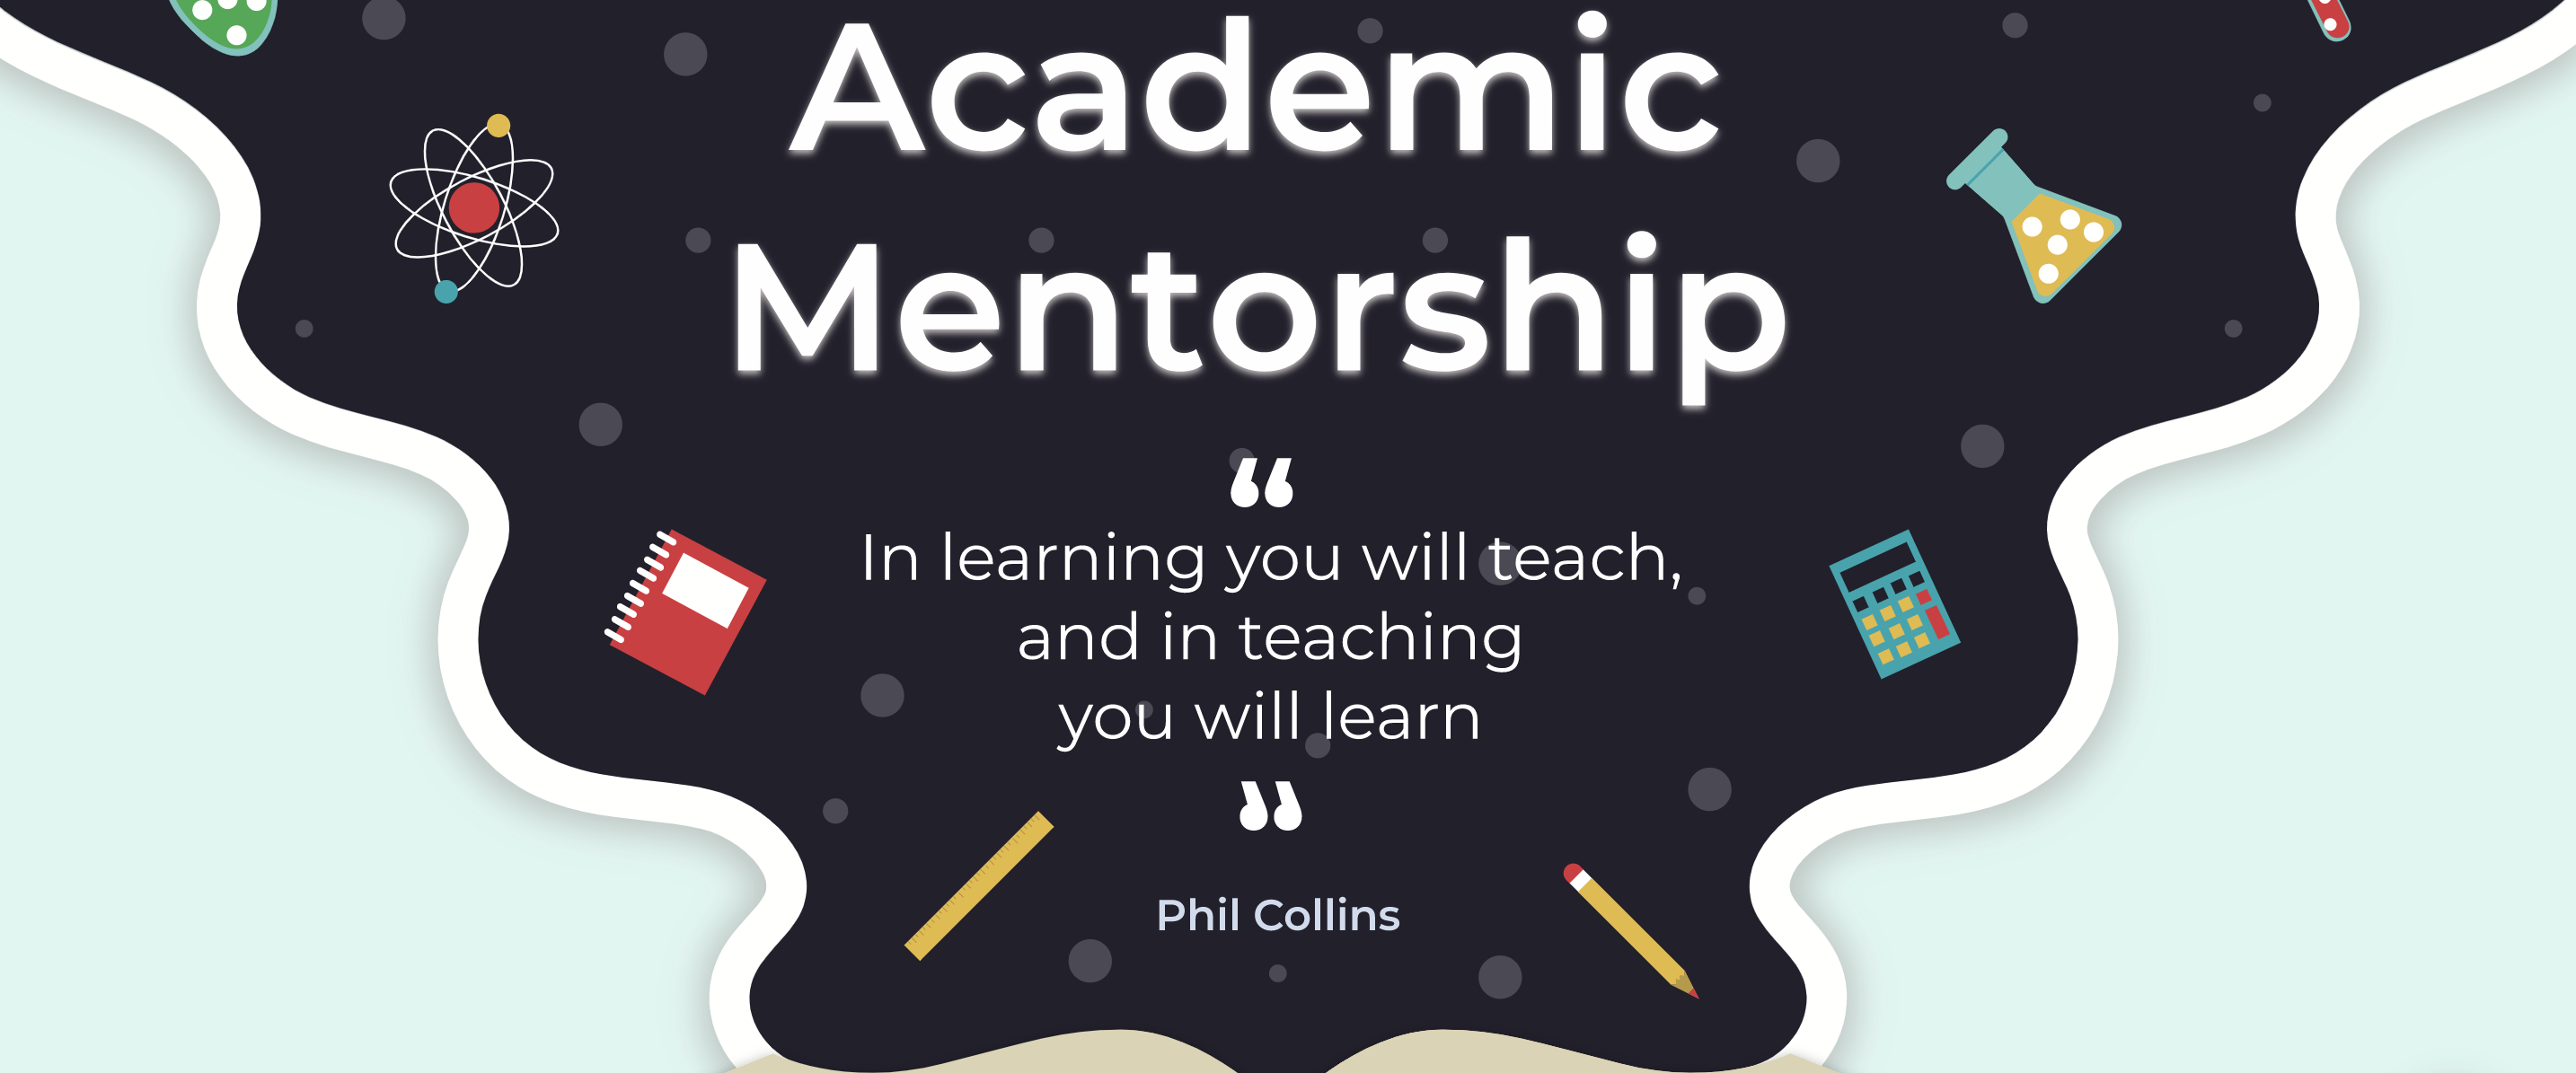 Academic
Mentorship
“
In learning you will teach,
and in teaching
you will learn
”
Phil Collins